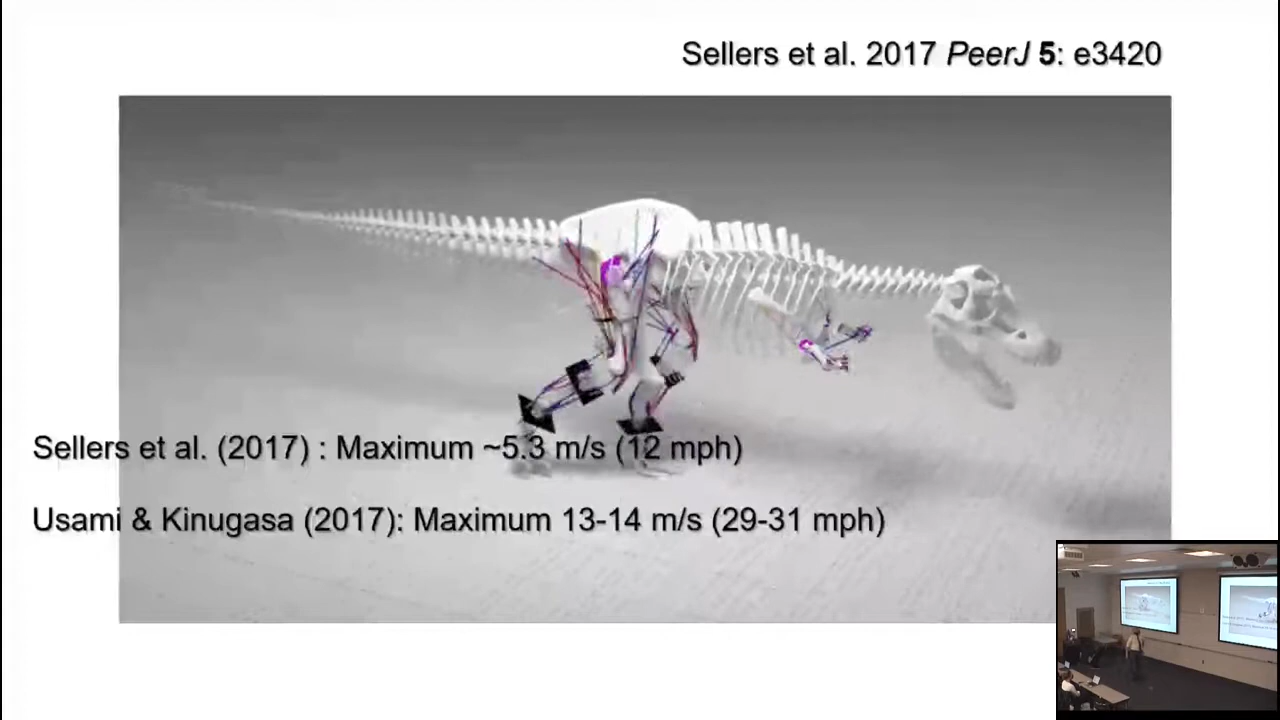 Sellers et al. 2017 PeerJ 5: e3420
Sellers et al. (2017) : Maximum ~5.3 m/s (12 mph)
Usami & Kinugasa (2017): Maximum 13-14 m/s (29-31 mph)